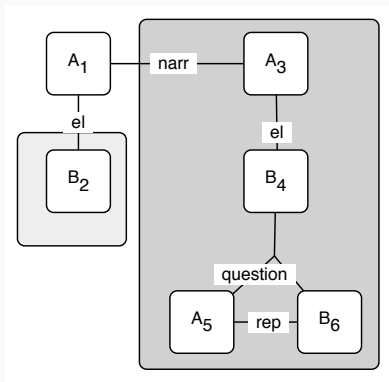 A1 narr A3
el
el
B2
B4
question
A5 rep B6